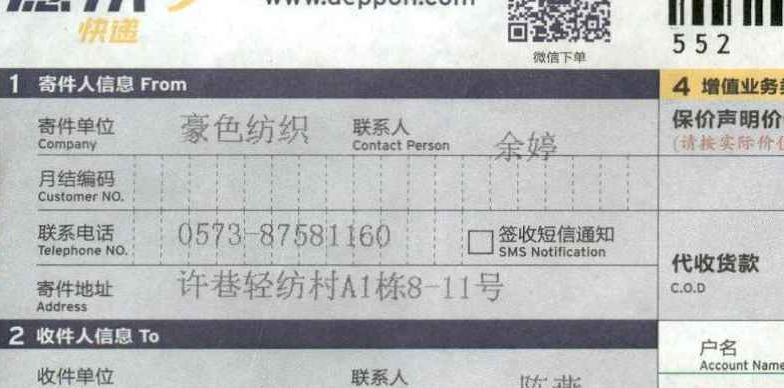 快递
www.deppon.com
微信下单
552
1 寄件人信息 From
4 增值业务
寄件单位 豪色纺织 联系人 余婷
Company Contact Person
保价声明价
(请按实际价
月结编码
Customer NO.
联系电话 0573-87581160 签收短信通知
Telephone NO. SMS Notification
代收货款
C.O.D
寄件地址 许巷轻纺村A1栋8-11号
Address
2 收件人信息 To
户名
Account Name
收件单位 联系人 陈燕